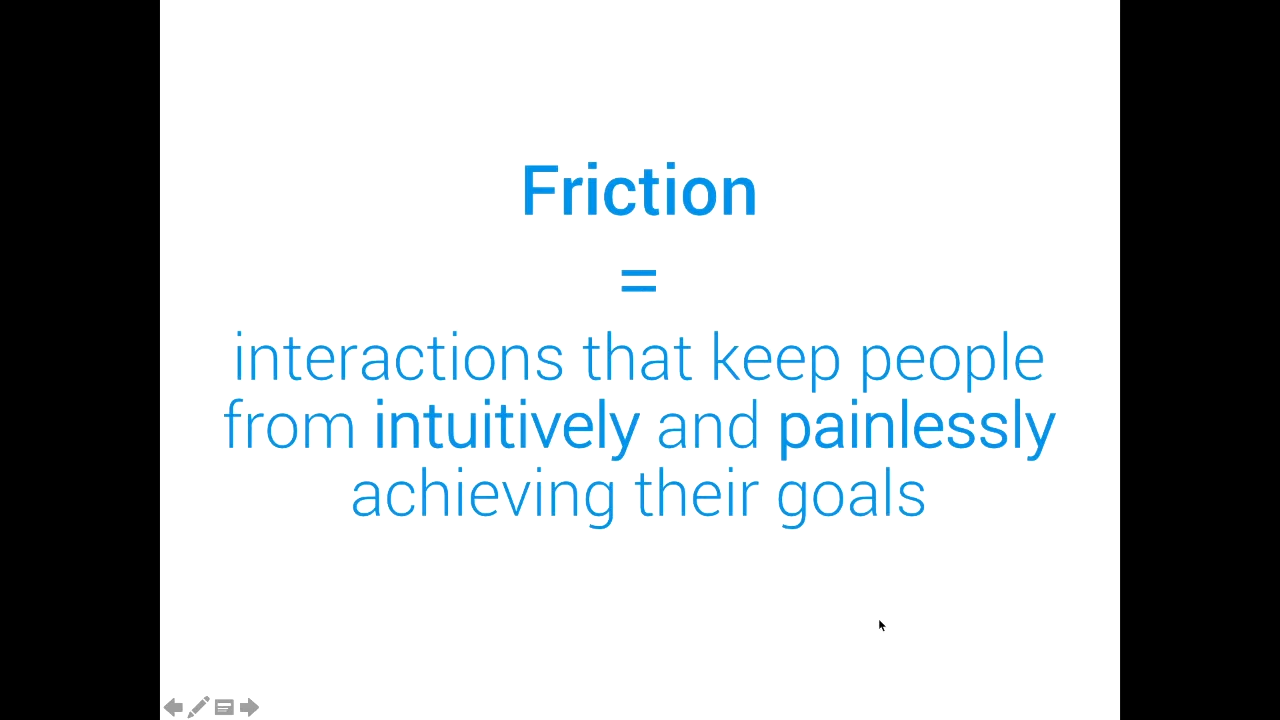 Friction
=
interactions that keep people
from intuitively and painlessly
achieving their goals